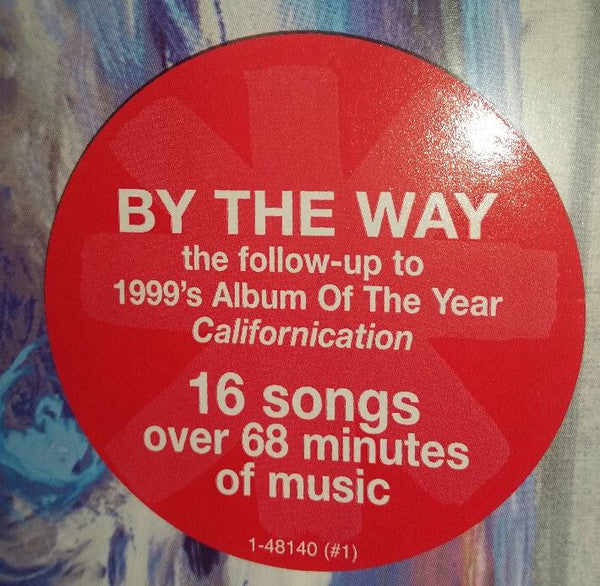 BY THE WAY
the follow-up to
1999's Album Of The Year
Californication
16 songs
over 68 minutes
of music
1-48140 (#1)